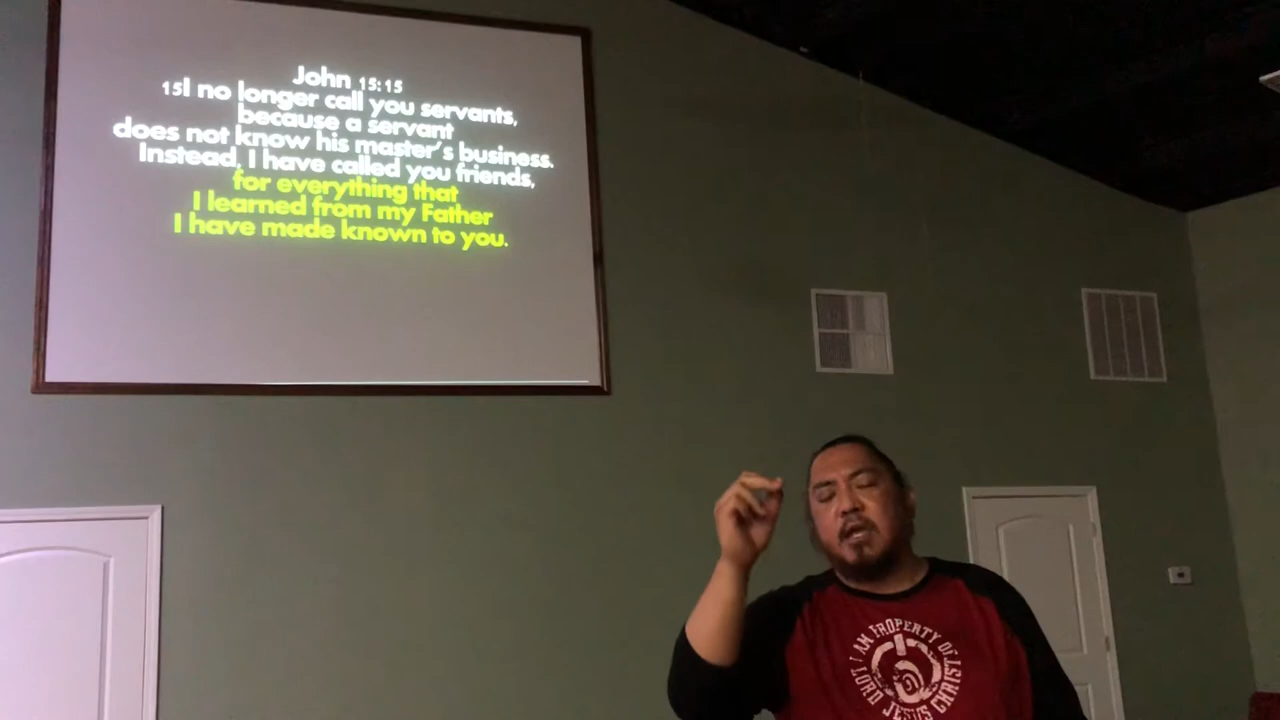 John 15:15
15I no longer call you servants,
because a servant
does not know his master's business.
Instead, I have called you friends,
for everything that
I learned from my Father
I have made known to you.
I AM PROPERTY OF
LORD JESUS CHRIST